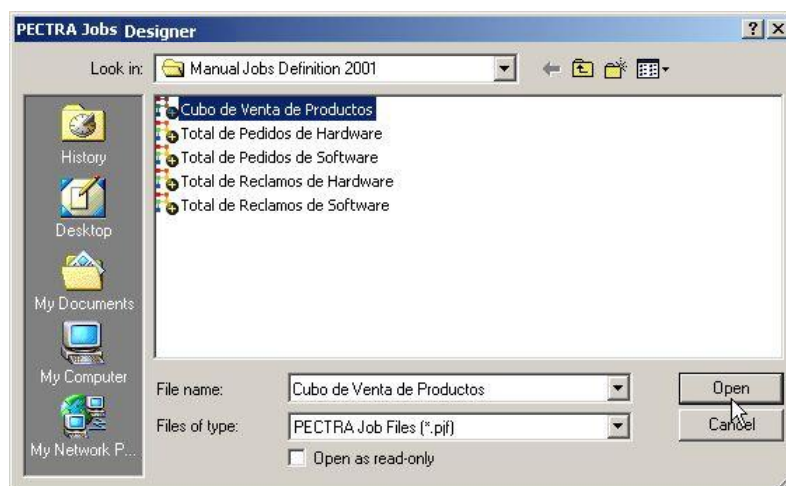 PECTRA Jobs Designer
Look in:
Manual Jobs Definition 2001
History
Desktop
My Documents
My Computer
My Network P...
Cubo de Venta de Productos
Total de Pedidos de Hardware
Total de Pedidos de Software
Total de Reclamos de Hardware
Total de Reclamos de Software
File name:
Cubo de Venta de Productos
Open
Files of type:
PECTRA Job Files (*.pjf)
Cancel
Open as read-only